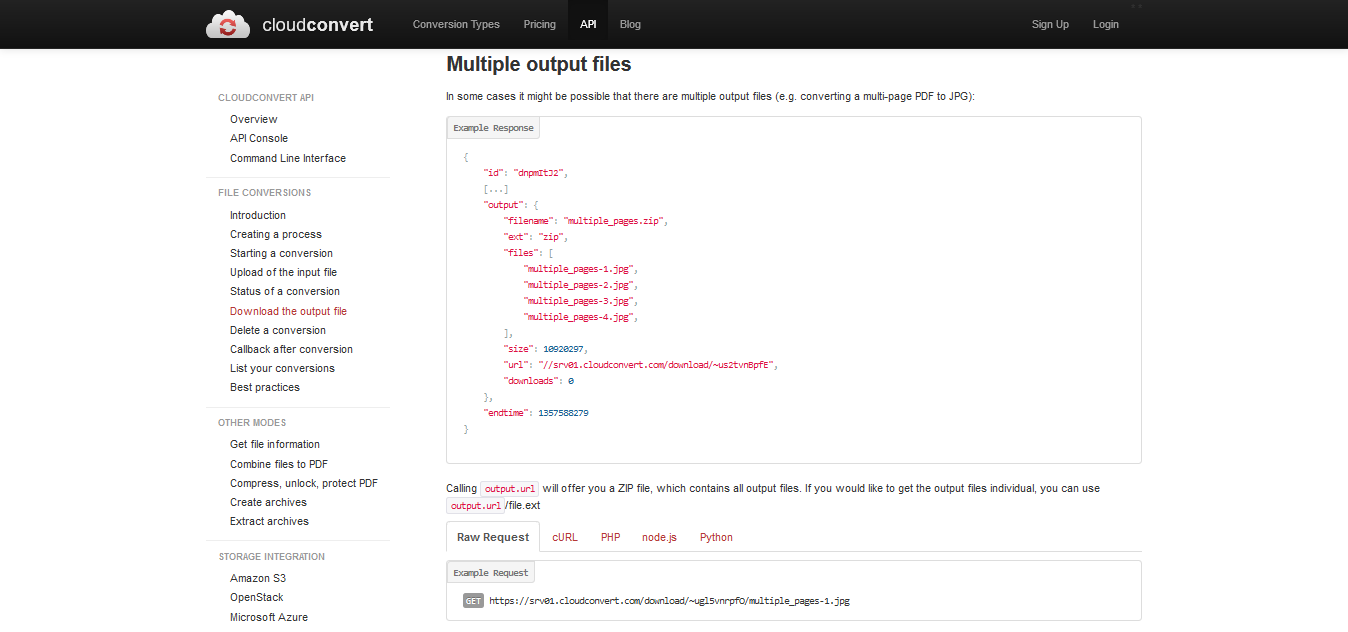 cloudconvert
Conversion Types
Pricing
API
Blog
Sign Up
Login
CLOUDCONVERT API
Overview
API Console
Command Line Interface
FILE CONVERSIONS
Introduction
Creating a process
Starting a conversion
Upload of the input file
Status of a conversion
Download the output file
Delete a conversion
Callback after conversion
List your conversions
Best practices
OTHER MODES
Get file information
Combine files to PDF
Compress, unlock, protect PDF
Create archives
Extract archives
STORAGE INTEGRATION
Amazon S3
OpenStack
Microsoft Azure
Multiple output files
In some cases it might be possible that there are multiple output files (e.g. converting a multi-page PDF to JPG):
Example Response
{
"id": "dnpmItJ2",
[...]
"output": {
"filename": "multiple_pages.zip",
"ext": "zip",
"files": [
"multiple_pages-1.jpg",
"multiple_pages-2.jpg",
"multiple_pages-3.jpg",
"multiple_pages-4.jpg",
],
"size": 10920297,
"url": "//srv01.cloudconvert.com/download/~us2tvnBpfE",
"downloads": 0
},
"endtime": 1357588279
}
Calling output.url will offer you a ZIP file, which contains all output files. If you would like to get the output files individual, you can use
output.url/file.ext
Raw Request
cURL
PHP
node.js
Python
Example Request
GET https://srv01.cloudconvert.com/download/~ugl5vnrpfO/multiple_pages-1.jpg